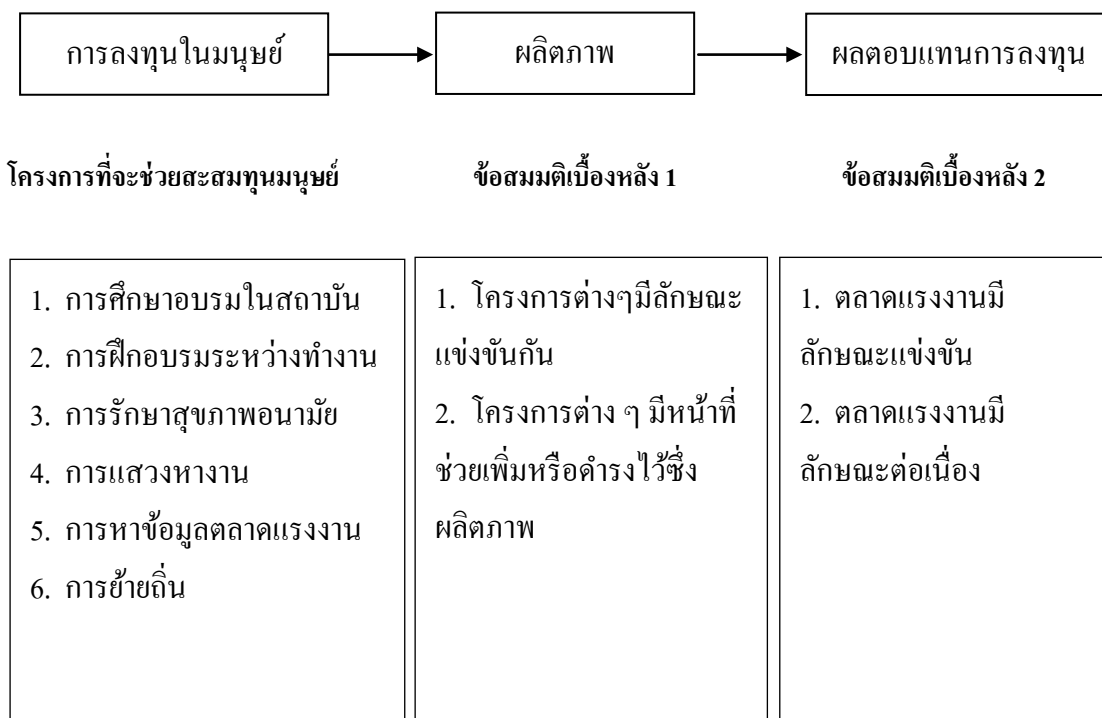 การลงทุนในมนุษย์
ผลิตภาพ
ผลตอบแทนการลงทุน
โครงการที่จะช่วยสะสมทุนมนุษย์
ข้อสมมติเบื้องหลัง 1
ข้อสมมติเบื้องหลัง 2
1. การศึกษาอบรมในสถาบัน
2. การฝึกอบรมระหว่างทำงาน
3. การรักษาสุขภาพอนามัย
4. การแสวงหางาน
5. การหาข้อมูลตลาดแรงงาน
6. การย้ายถิ่น
1. โครงการต่างๆมีลักษณะ
แข่งขันกัน
2. โครงการต่าง ๆ มีหน้าที่
ช่วยเพิ่มหรือดำรงไว้ซึ่ง
ผลิตภาพ
1. ตลาดแรงงานมี
ลักษณะแข่งขัน
2. ตลาดแรงงานมี
ลักษณะต่อเนื่อง